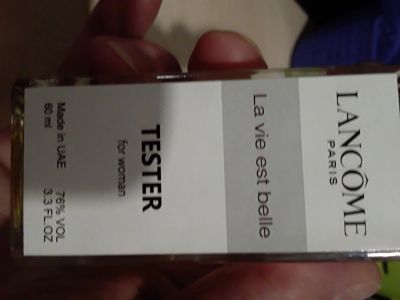 LANCÔME
PARIS
La vie est belle
TESTER
for woman
Made in UAE 76% VOL
60 ml 3.3 FL.OZ